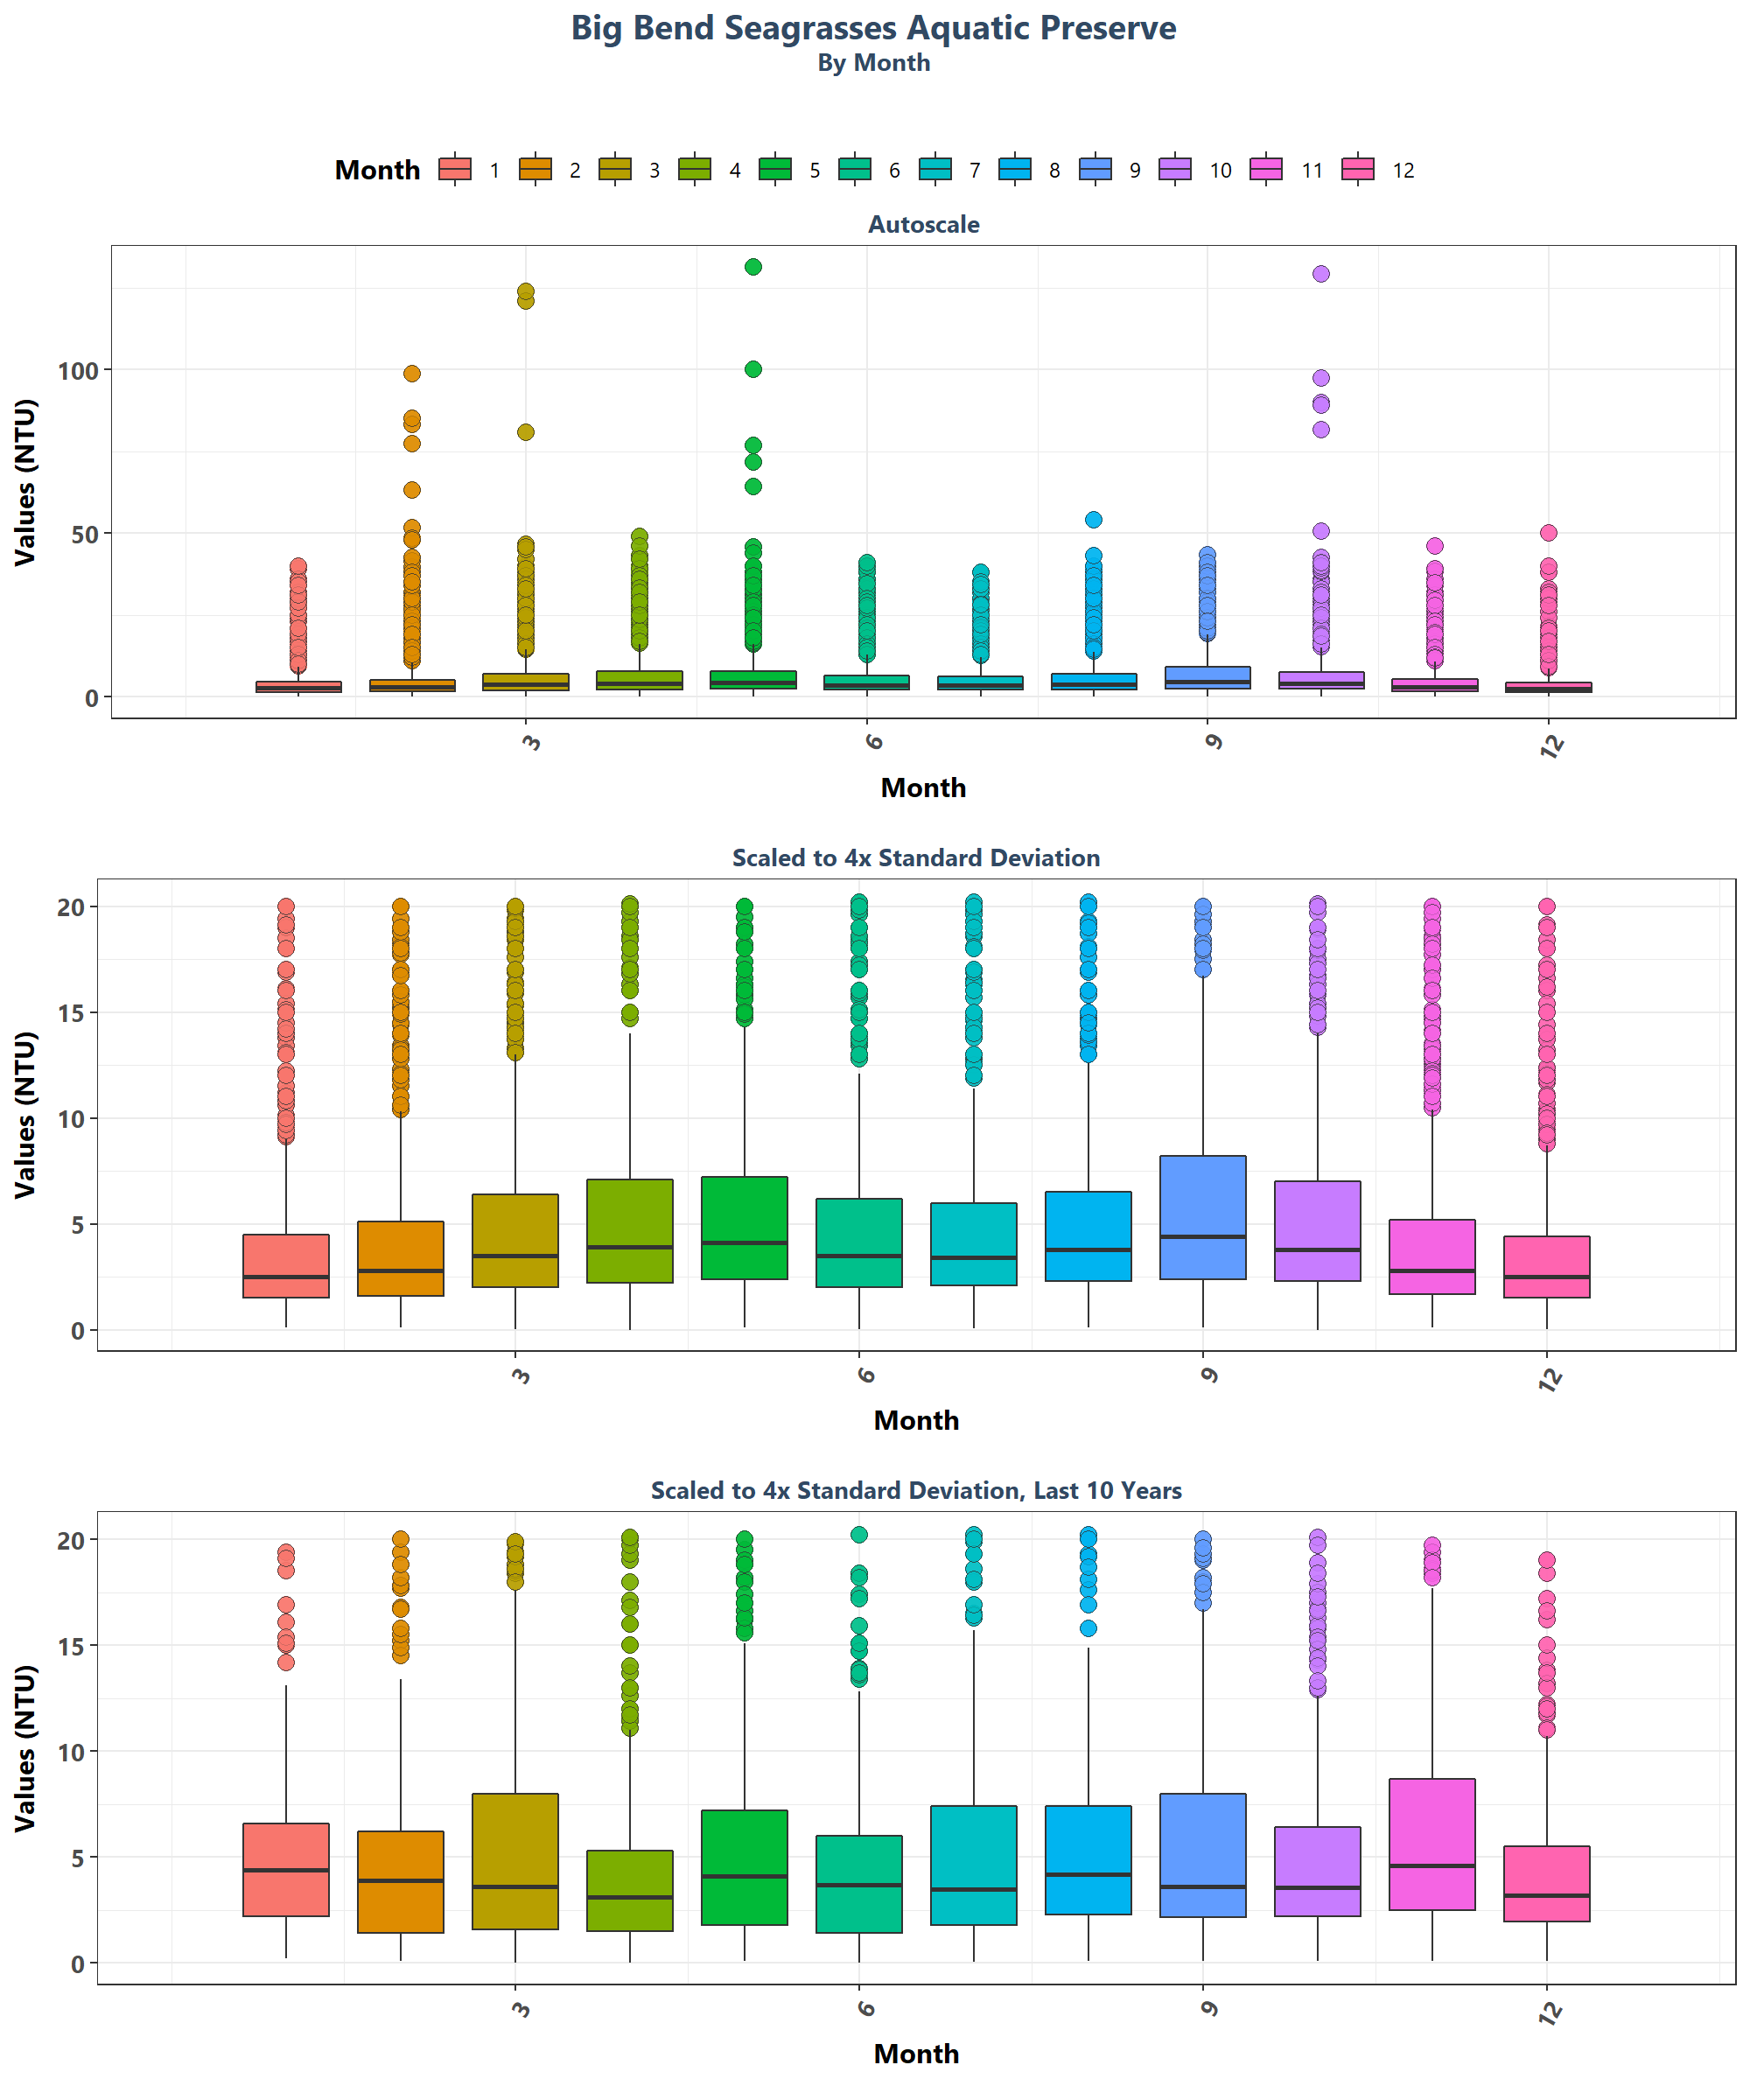 Big Bend Seagrasses Aquatic Preserve
By Month
Month 1 2 3 4 5 6 7 8 9 10 11 12
Autoscale
Values (NTU)
100
50
0
3 6 9 12
Month
Scaled to 4x Standard Deviation
Values (NTU)
20
15
10
5
0
3 6 9 12
Month
Scaled to 4x Standard Deviation, Last 10 Years
Values (NTU)
20
15
10
5
0
3 6 9 12
Month